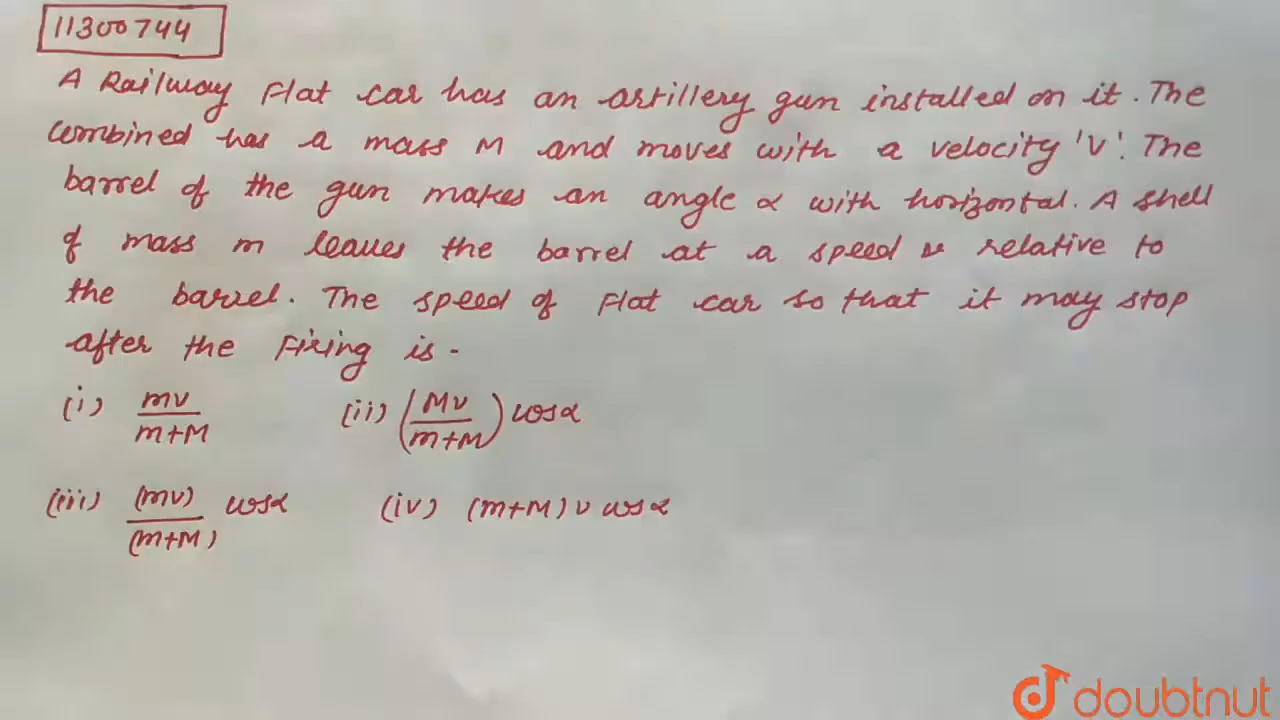 11300744
A Railway Flat car has an artillery gun installed on it. The
combined has a mass M and moves with a velocity 'V'. The
barrel of the gun makes an angle α with horizontal. A shell
of mass m leaves the barrel at a speed v relative to
the barrel. The speed of Flat car so that it may stop
after the Firing is -
(i) mv/m+M (ii) (Mv/m+M) cosα
(iii) (mv)/(m+M) cosα (iv) (m+M) v cosα
doubtnut